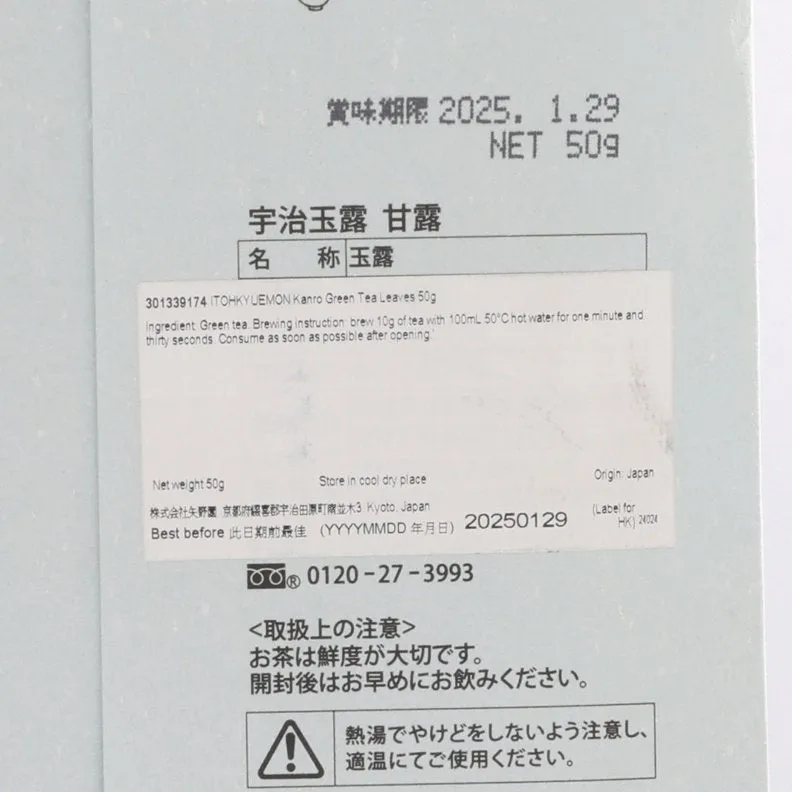 賞味期限 2025. 1.29
NET 50g
宇治玉露 甘露
名 称 玉露
301339174 ITOHKYUEMON Kanro Green Tea Leaves 50g
Ingredient: Green tea. Brewing instruction: brew 10g of tea with 100mL 50°C hot water for one minute and
thirty seconds. Consume as soon as possible after opening.
Net weight 50g Store in cool dry place Origin: Japan
株式会社矢野園 京都府綴喜郡宇治田原町南並木3 Kyoto, Japan
Best before 此日期前最佳 (YYYYMMDD 年月日) 20250129 (Label for
HK) 24024
® 0120-27-3993
<取扱上の注意>
お茶は鮮度が大切です。
開封後はお早めにお飲みください。
熱湯でやけどをしないよう注意し、
適温にてご使用ください。